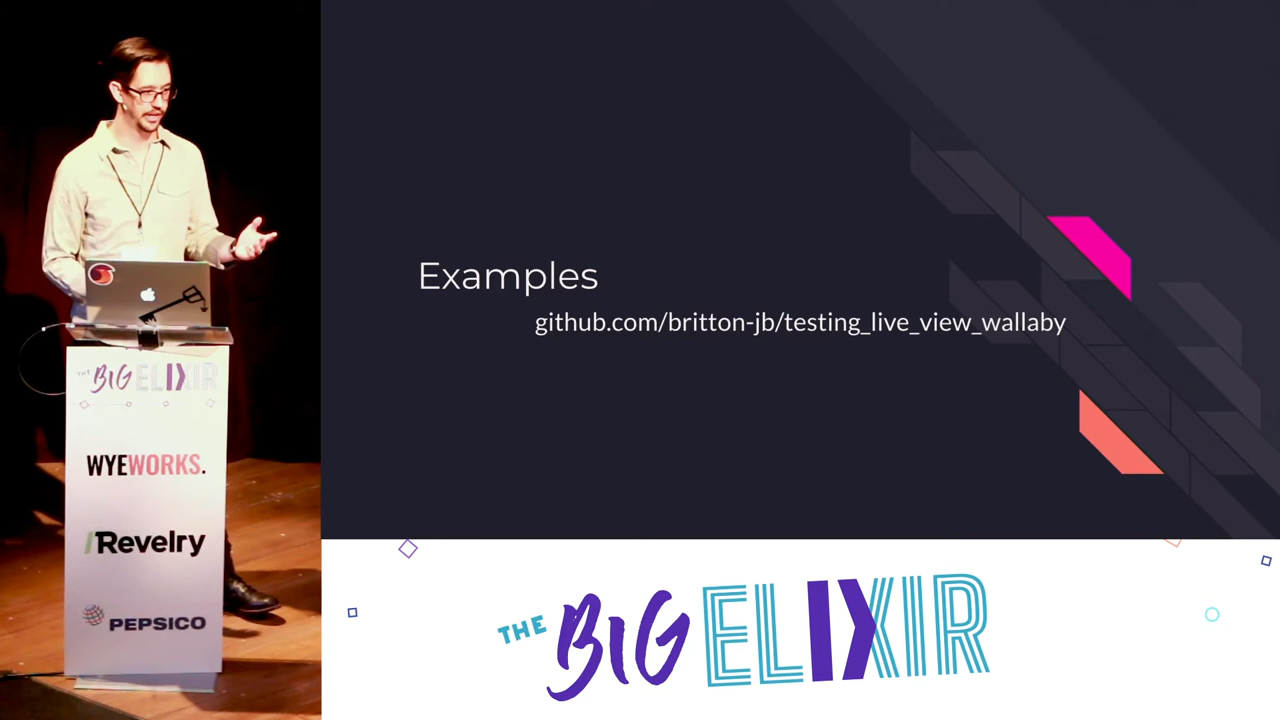 Examples
github.com/britton-jb/testing_live_view_wallaby
THE BIG ELIXIR
WYEWORKS.
Revelry
PEPSICO
THE BIG ELIXIR